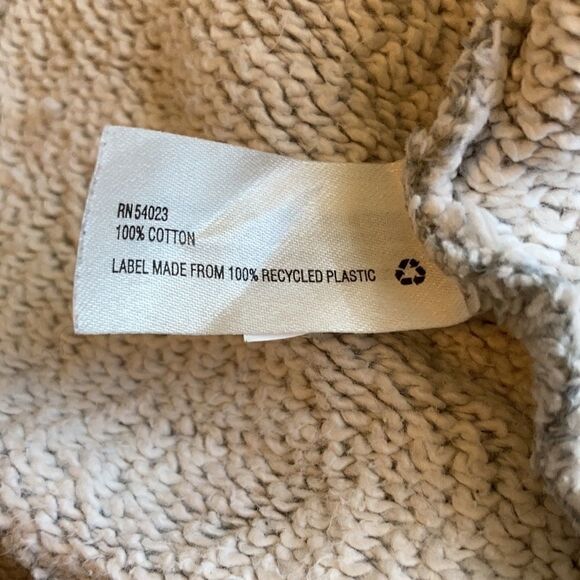 RN 54023
100% COTTON
LABEL MADE FROM 100% RECYCLED PLASTIC